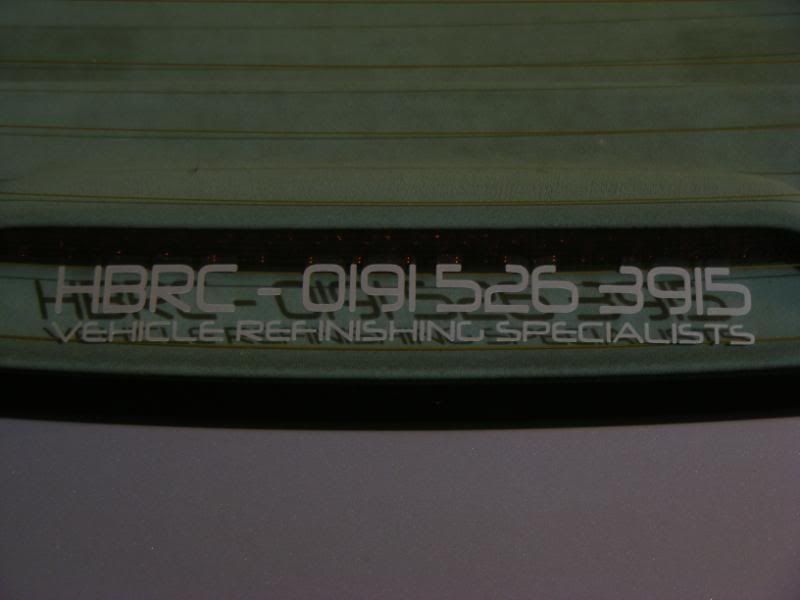 HBRC - 0191 526 3915
VEHICLE REFINISHING SPECIALISTS